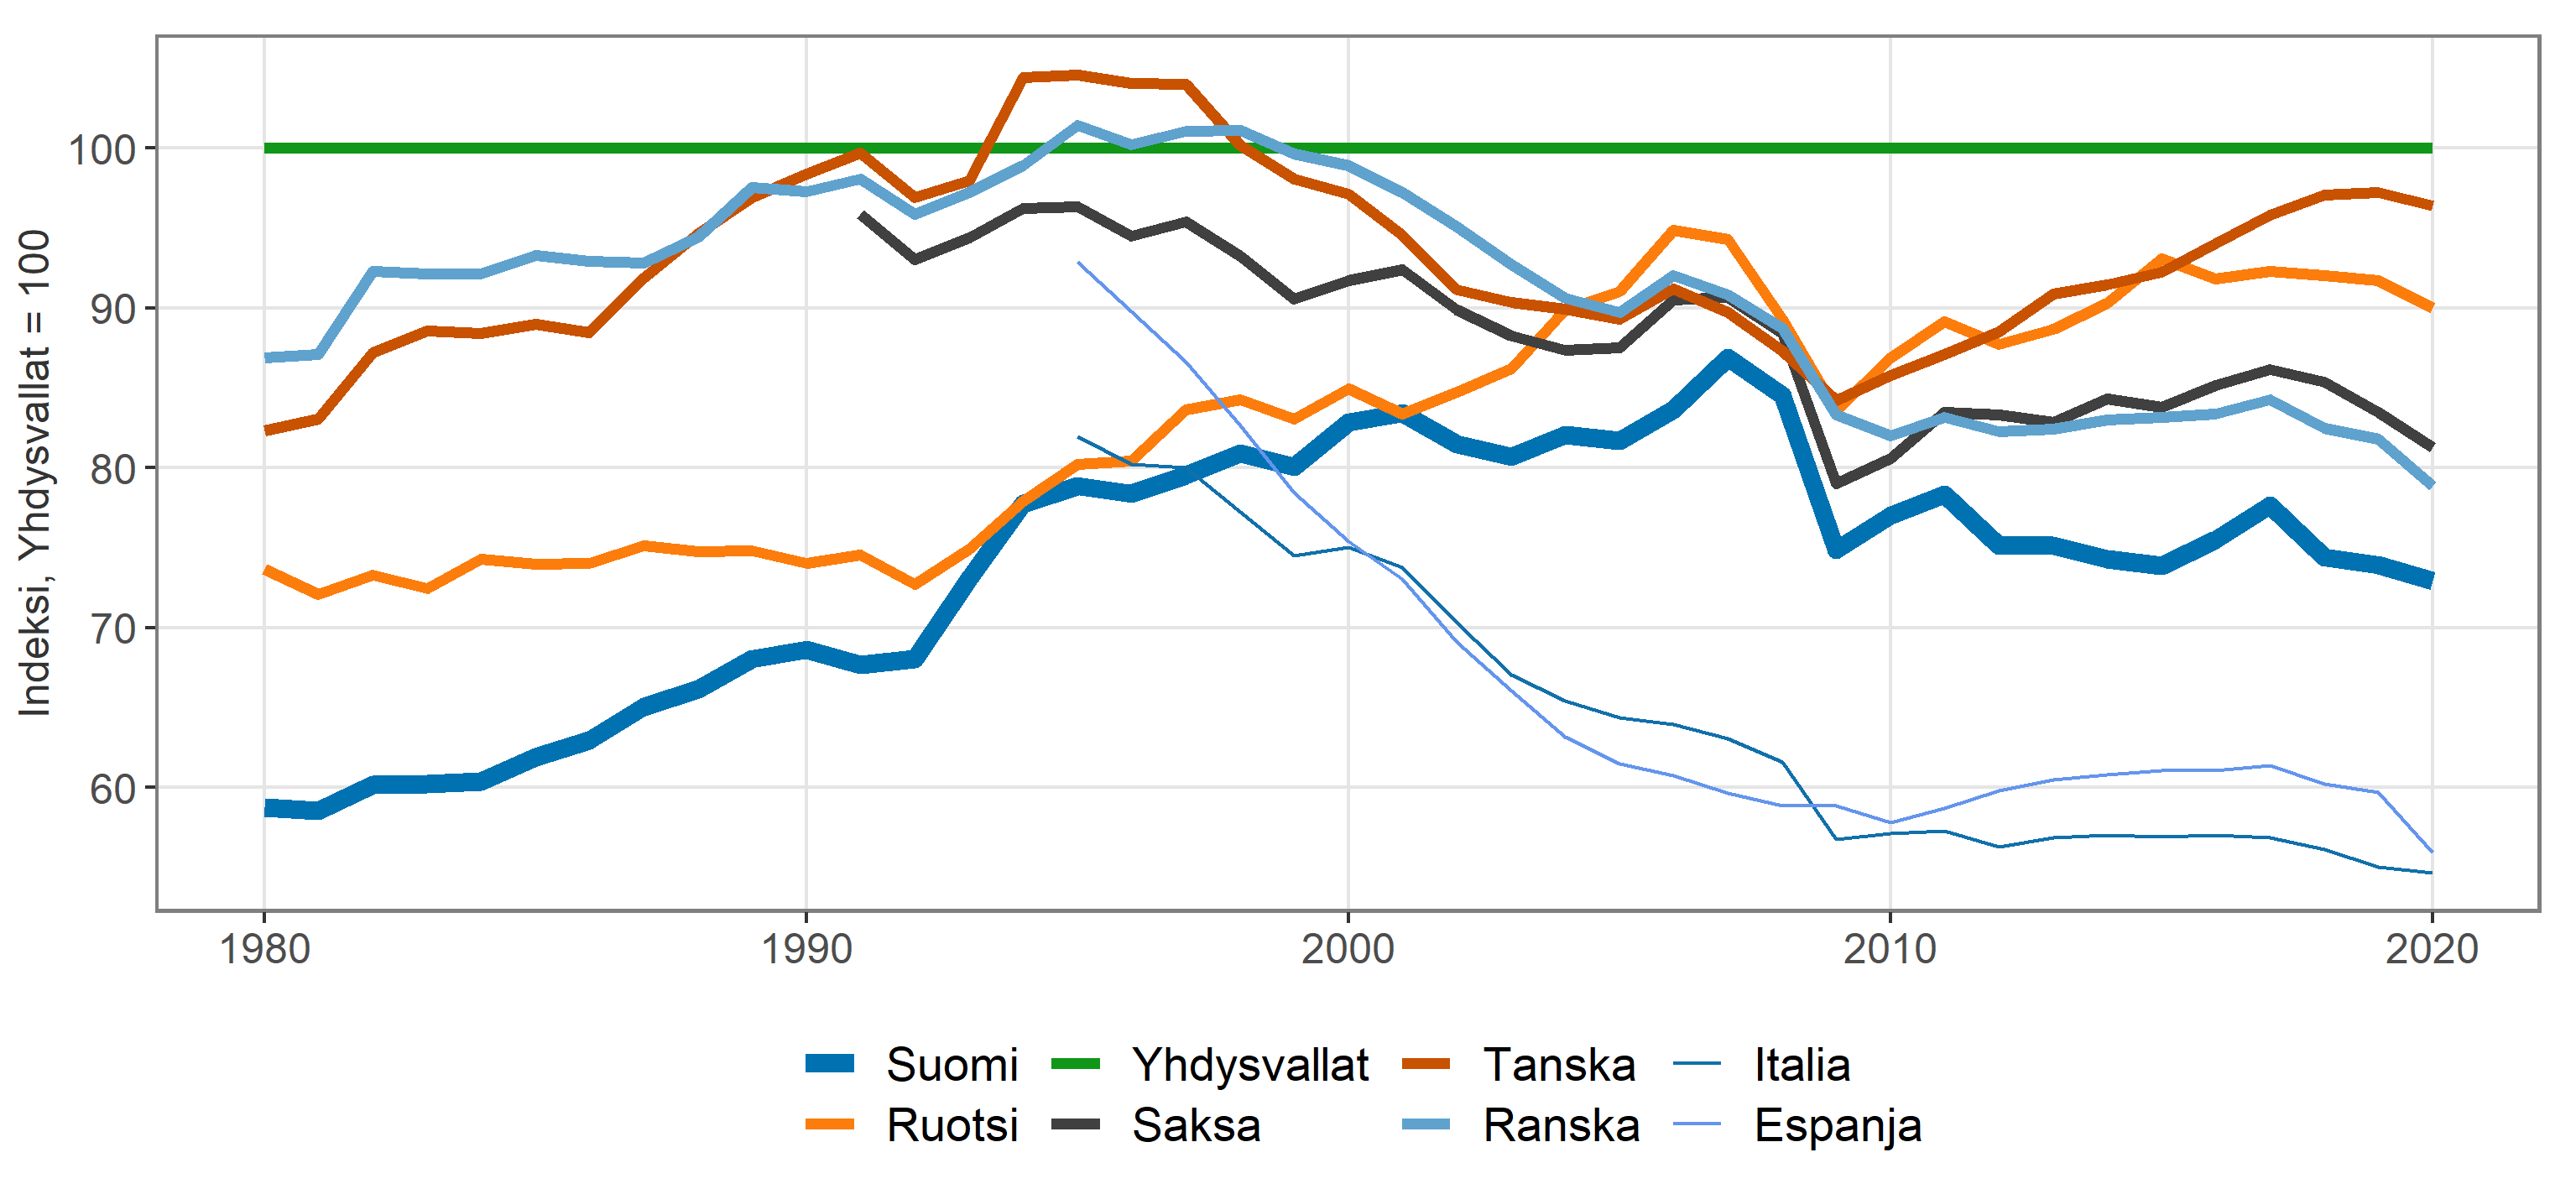 Indeksi, Yhdysvallat = 100
100
90
80
70
60
1980 1990 2000 2010 2020
Suomi Yhdysvallat Tanska Italia
Ruotsi Saksa Ranska Espanja